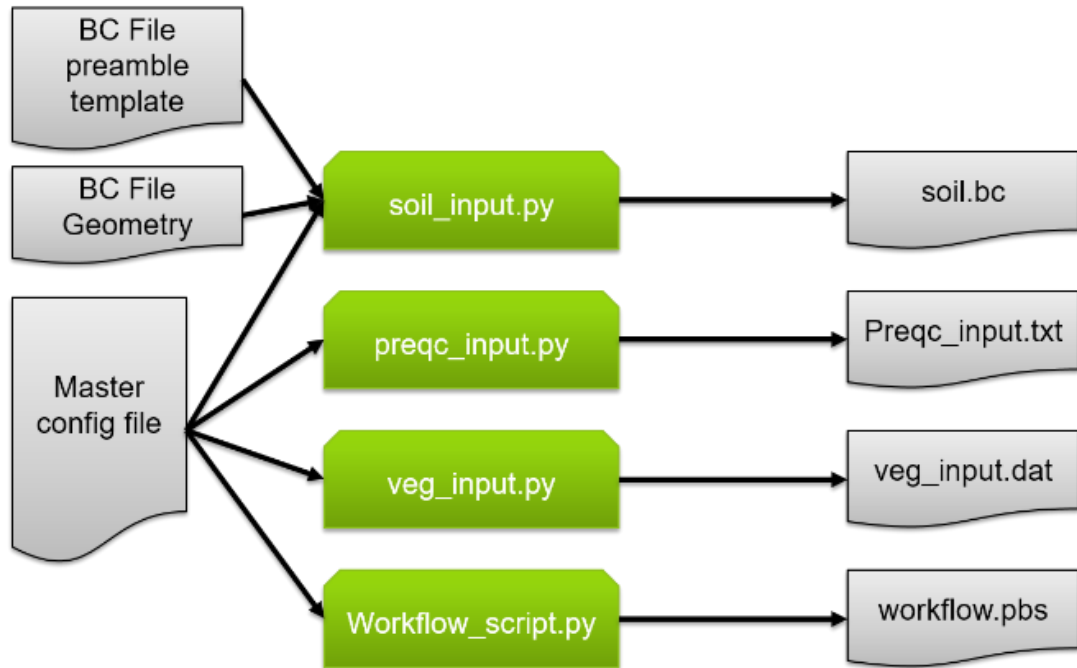 BC File
preamble
template
BC File
Geometry
Master
config file
soil_input.py
preqc_input.py
veg_input.py
Workflow_script.py
soil.bc
Preqc_input.txt
veg_input.dat
workflow.pbs